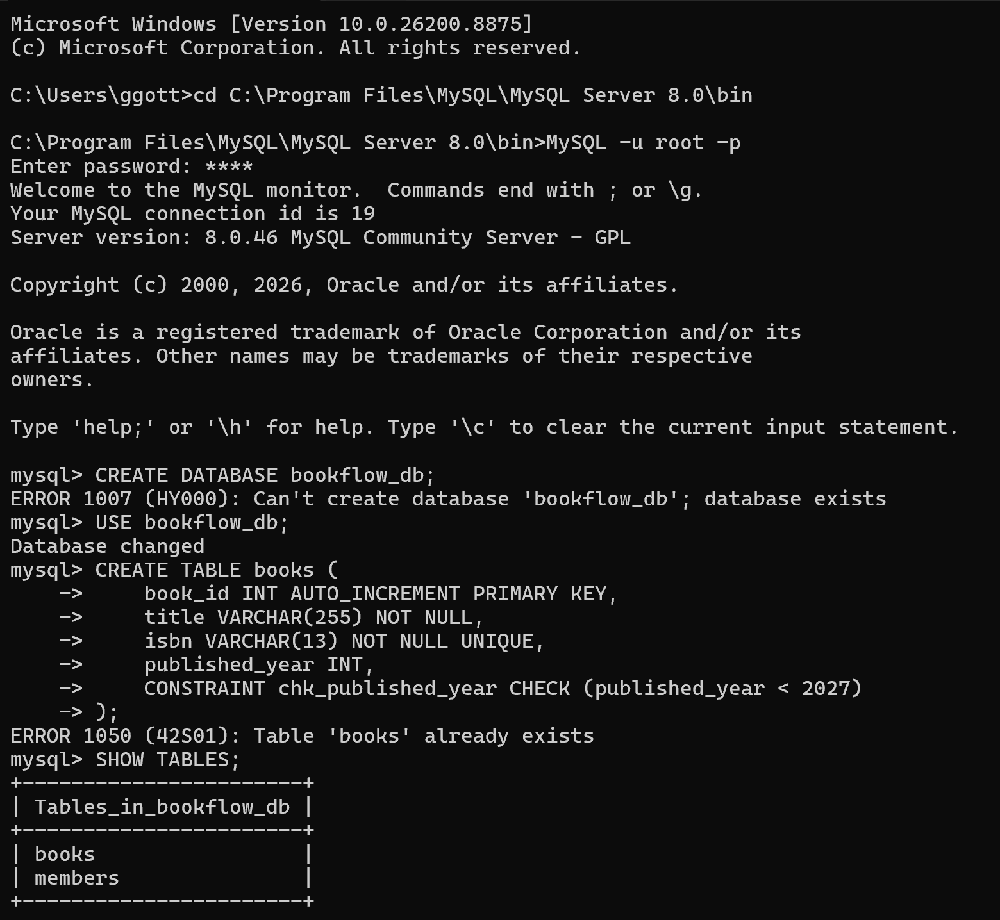 Microsoft Windows [Version 10.0.26200.8875]
(c) Microsoft Corporation. All rights reserved.

C:\Users\ggott>cd C:\Program Files\MySQL\MySQL Server 8.0\bin

C:\Program Files\MySQL\MySQL Server 8.0\bin>MySQL -u root -p
Enter password: ****
Welcome to the MySQL monitor.  Commands end with ; or \g.
Your MySQL connection id is 19
Server version: 8.0.46 MySQL Community Server - GPL

Copyright (c) 2000, 2026, Oracle and/or its affiliates.

Oracle is a registered trademark of Oracle Corporation and/or its
affiliates. Other names may be trademarks of their respective
owners.

Type 'help;' or '\h' for help. Type '\c' to clear the current input statement.

mysql> CREATE DATABASE bookflow_db;
ERROR 1007 (HY000): Can't create database 'bookflow_db'; database exists
mysql> USE bookflow_db;
Database changed
mysql> CREATE TABLE books (
    ->     book_id INT AUTO_INCREMENT PRIMARY KEY,
    ->     title VARCHAR(255) NOT NULL,
    ->     isbn VARCHAR(13) NOT NULL UNIQUE,
    ->     published_year INT,
    ->     CONSTRAINT chk_published_year CHECK (published_year < 2027)
    -> );
ERROR 1050 (42S01): Table 'books' already exists
mysql> SHOW TABLES;
+-----------------------+
| Tables_in_bookflow_db |
+-----------------------+
| books                 |
| members               |
+-----------------------+